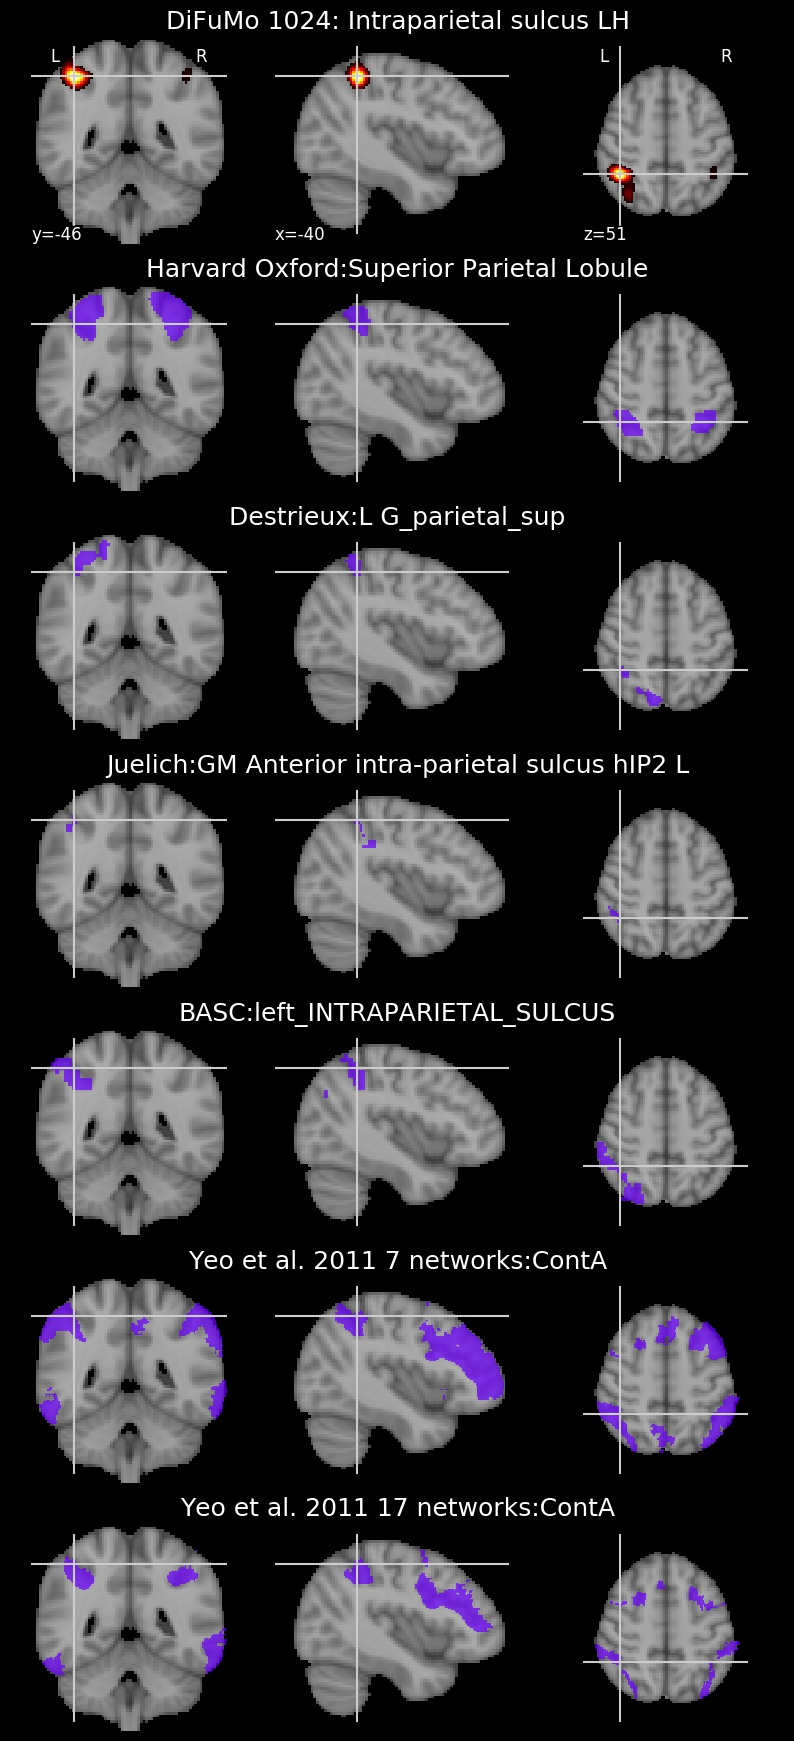 DiFuMo 1024: Intraparietal sulcus LH
L R L R
y=-46 x=-40 z=51
Harvard Oxford:Superior Parietal Lobule
Destrieux:L G_parietal_sup
Juelich:GM Anterior intra-parietal sulcus hIP2 L
BASC:left_INTRAPARIETAL_SULCUS
Yeo et al. 2011 7 networks:ContA
Yeo et al. 2011 17 networks:ContA